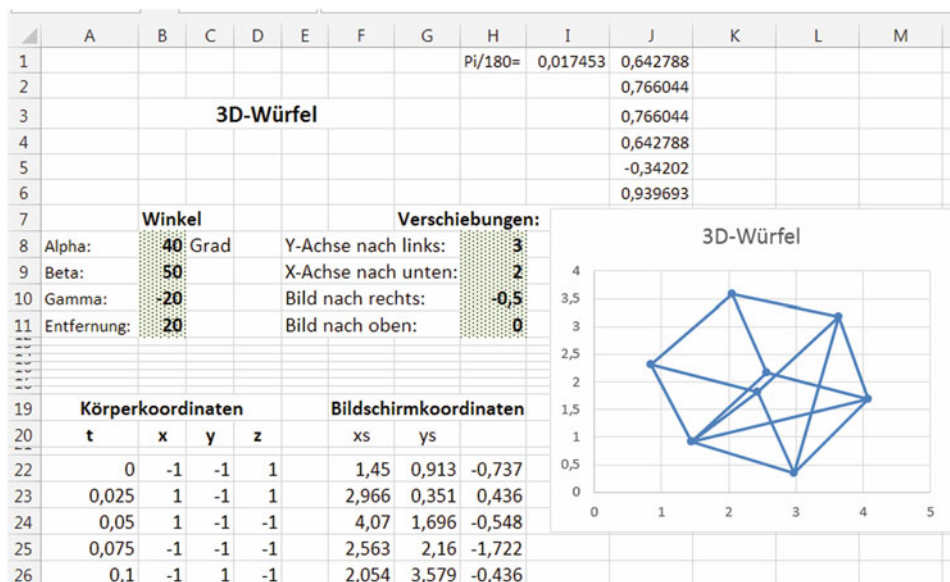 A B C D E F G H I J K L M
1 Pi/180= 0,017453 0,642788
2 0,766044
3 3D-Würfel 0,766044
4 0,642788
5 -0,34202
6 0,939693
7 Winkel Verschiebungen:
8 Alpha: 40 Grad Y-Achse nach links: 3
9 Beta: 50 X-Achse nach unten: 2
10 Gamma: -20 Bild nach rechts: -0,5
11 Entfernung: 20 Bild nach oben: 0
19 Körperkoordinaten Bildschirmkoordinaten
20 t x y z xs ys
22 0 -1 -1 1 1,45 0,913 -0,737
23 0,025 1 -1 1 2,966 0,351 0,436
24 0,05 1 -1 -1 4,07 1,696 -0,548
25 0,075 -1 -1 -1 2,563 2,16 -1,722
26 0,1 -1 1 -1 2,054 3,579 -0,436
3D-Würfel
4
3,5
3
2,5
2
1,5
1
0,5
0
0 1 2 3 4 5